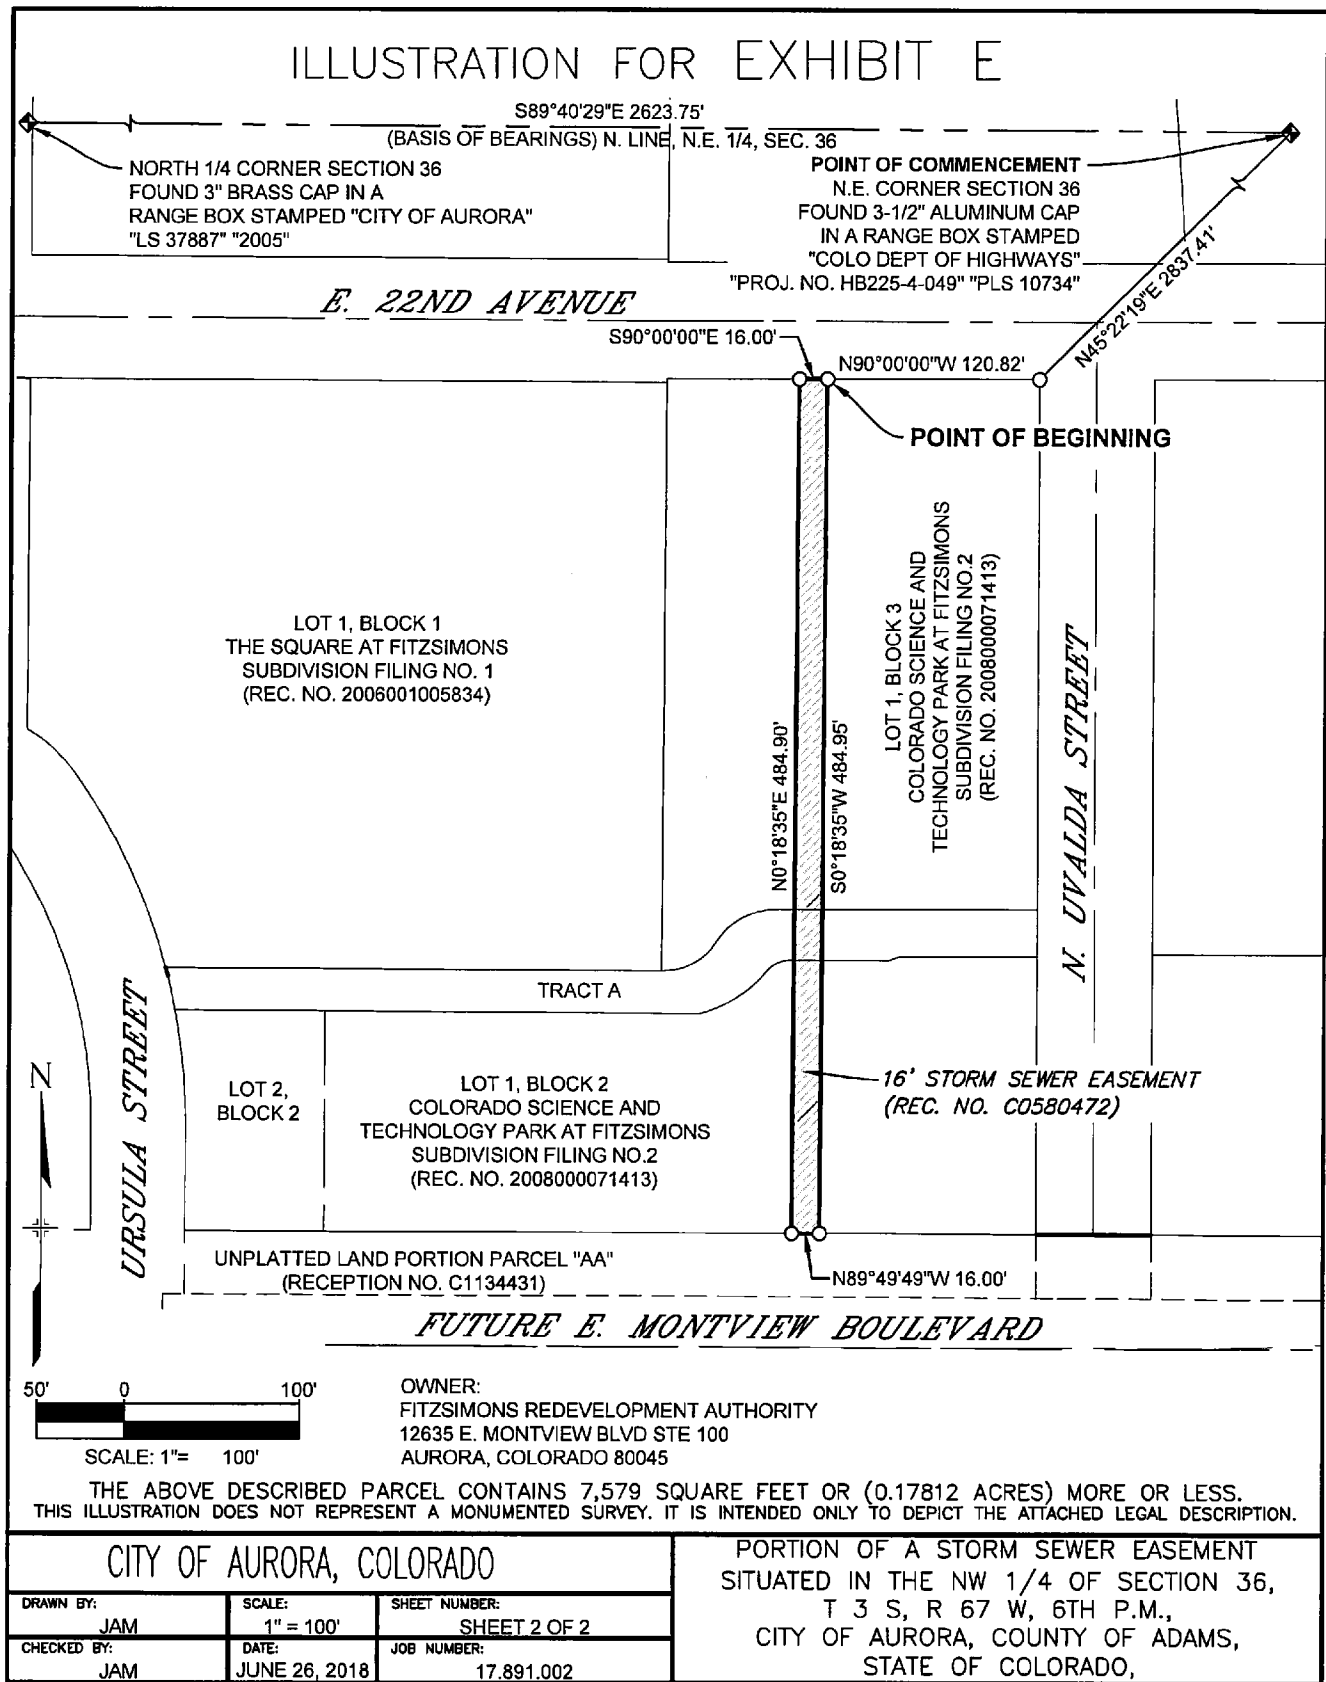 ILLUSTRATION FOR EXHIBIT E
S89°40'29"E 2623.75'
(BASIS OF BEARINGS) N. LINE, N.E. 1/4, SEC. 36
NORTH 1/4 CORNER SECTION 36
FOUND 3" BRASS CAP IN A
RANGE BOX STAMPED "CITY OF AURORA"
"LS 37887" "2005"
POINT OF COMMENCEMENT
N.E. CORNER SECTION 36
FOUND 3-1/2" ALUMINUM CAP
IN A RANGE BOX STAMPED
"COLO DEPT OF HIGHWAYS"
"PROJ. NO. HB225-4-049" "PLS 10734"
N45°22'19"E 2837.41'
E. 22ND AVENUE
S90°00'00"E 16.00'
N90°00'00"W 120.82'
POINT OF BEGINNING
LOT 1, BLOCK 1
THE SQUARE AT FITZSIMONS
SUBDIVISION FILING NO. 1
(REC. NO. 2006001005834)
N0°18'35"E 484.90'
S0°18'35"W 484.95'
LOT 1, BLOCK 3
COLORADO SCIENCE AND
TECHNOLOGY PARK AT FITZSIMONS
SUBDIVISION FILING NO.2
(REC. NO. 2008000071413)
N. UVALDA STREET
TRACT A
URSULA STREET
N
LOT 2,
BLOCK 2
LOT 1, BLOCK 2
COLORADO SCIENCE AND
TECHNOLOGY PARK AT FITZSIMONS
SUBDIVISION FILING NO.2
(REC. NO. 2008000071413)
16' STORM SEWER EASEMENT
(REC. NO. C0580472)
UNPLATTED LAND PORTION PARCEL "AA"
(RECEPTION NO. C1134431)
N89°49'49"W 16.00'
FUTURE E. MONTVIEW BOULEVARD
50' 0 100'
SCALE: 1"= 100'
OWNER:
FITZSIMONS REDEVELOPMENT AUTHORITY
12635 E. MONTVIEW BLVD STE 100
AURORA, COLORADO 80045
THE ABOVE DESCRIBED PARCEL CONTAINS 7,579 SQUARE FEET OR (0.17812 ACRES) MORE OR LESS.
THIS ILLUSTRATION DOES NOT REPRESENT A MONUMENTED SURVEY. IT IS INTENDED ONLY TO DEPICT THE ATTACHED LEGAL DESCRIPTION.
CITY OF AURORA, COLORADO
DRAWN BY:
JAM
SCALE:
1" = 100'
SHEET NUMBER:
SHEET 2 OF 2
CHECKED BY:
JAM
DATE:
JUNE 26, 2018
JOB NUMBER:
17.891.002
PORTION OF A STORM SEWER EASEMENT
SITUATED IN THE NW 1/4 OF SECTION 36,
T 3 S, R 67 W, 6TH P.M.,
CITY OF AURORA, COUNTY OF ADAMS,
STATE OF COLORADO,